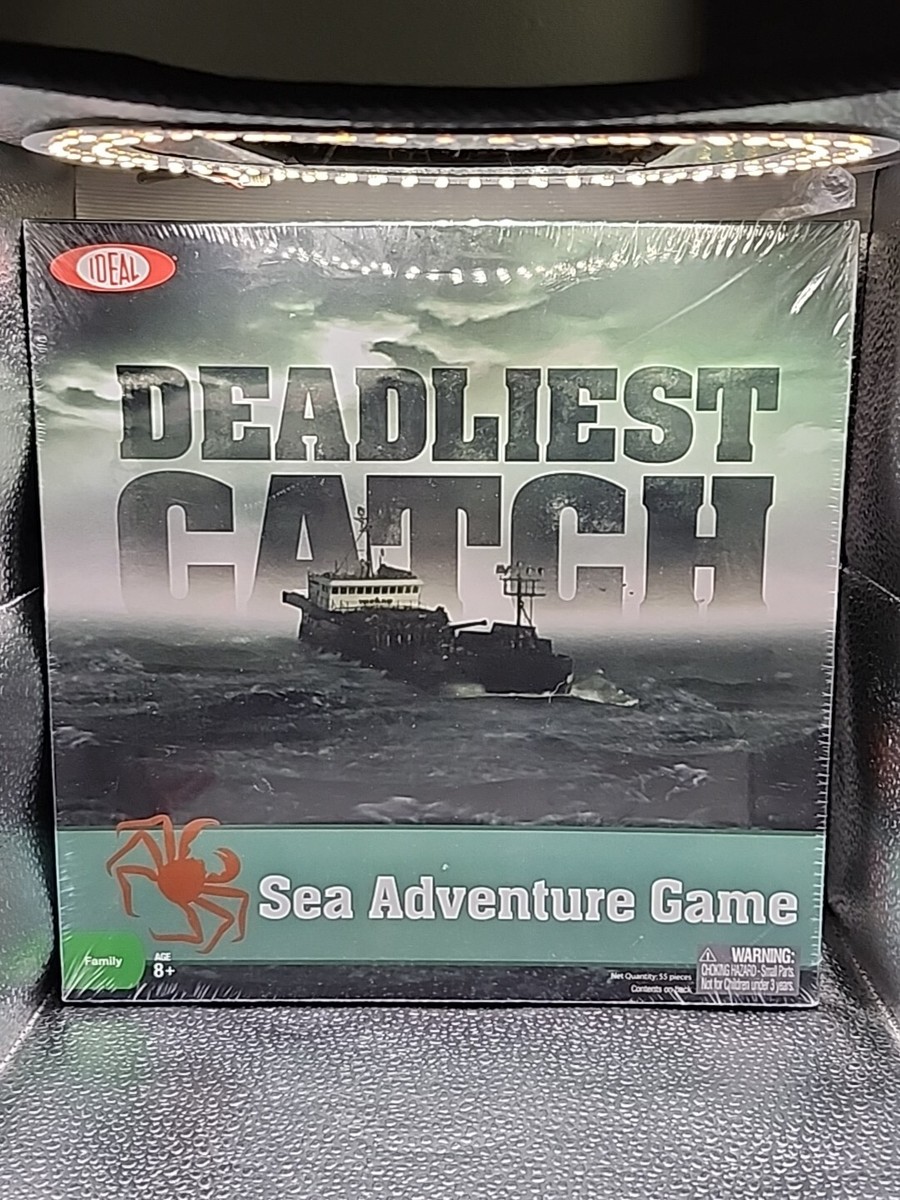 IDEAL
DEADLIEST
CATCH
Sea Adventure Game
Family
AGE
8+
Net Quantity: 55 pieces
Contents on back
WARNING:
CHOKING HAZARD - Small Parts.
Not for Children under 3 years.